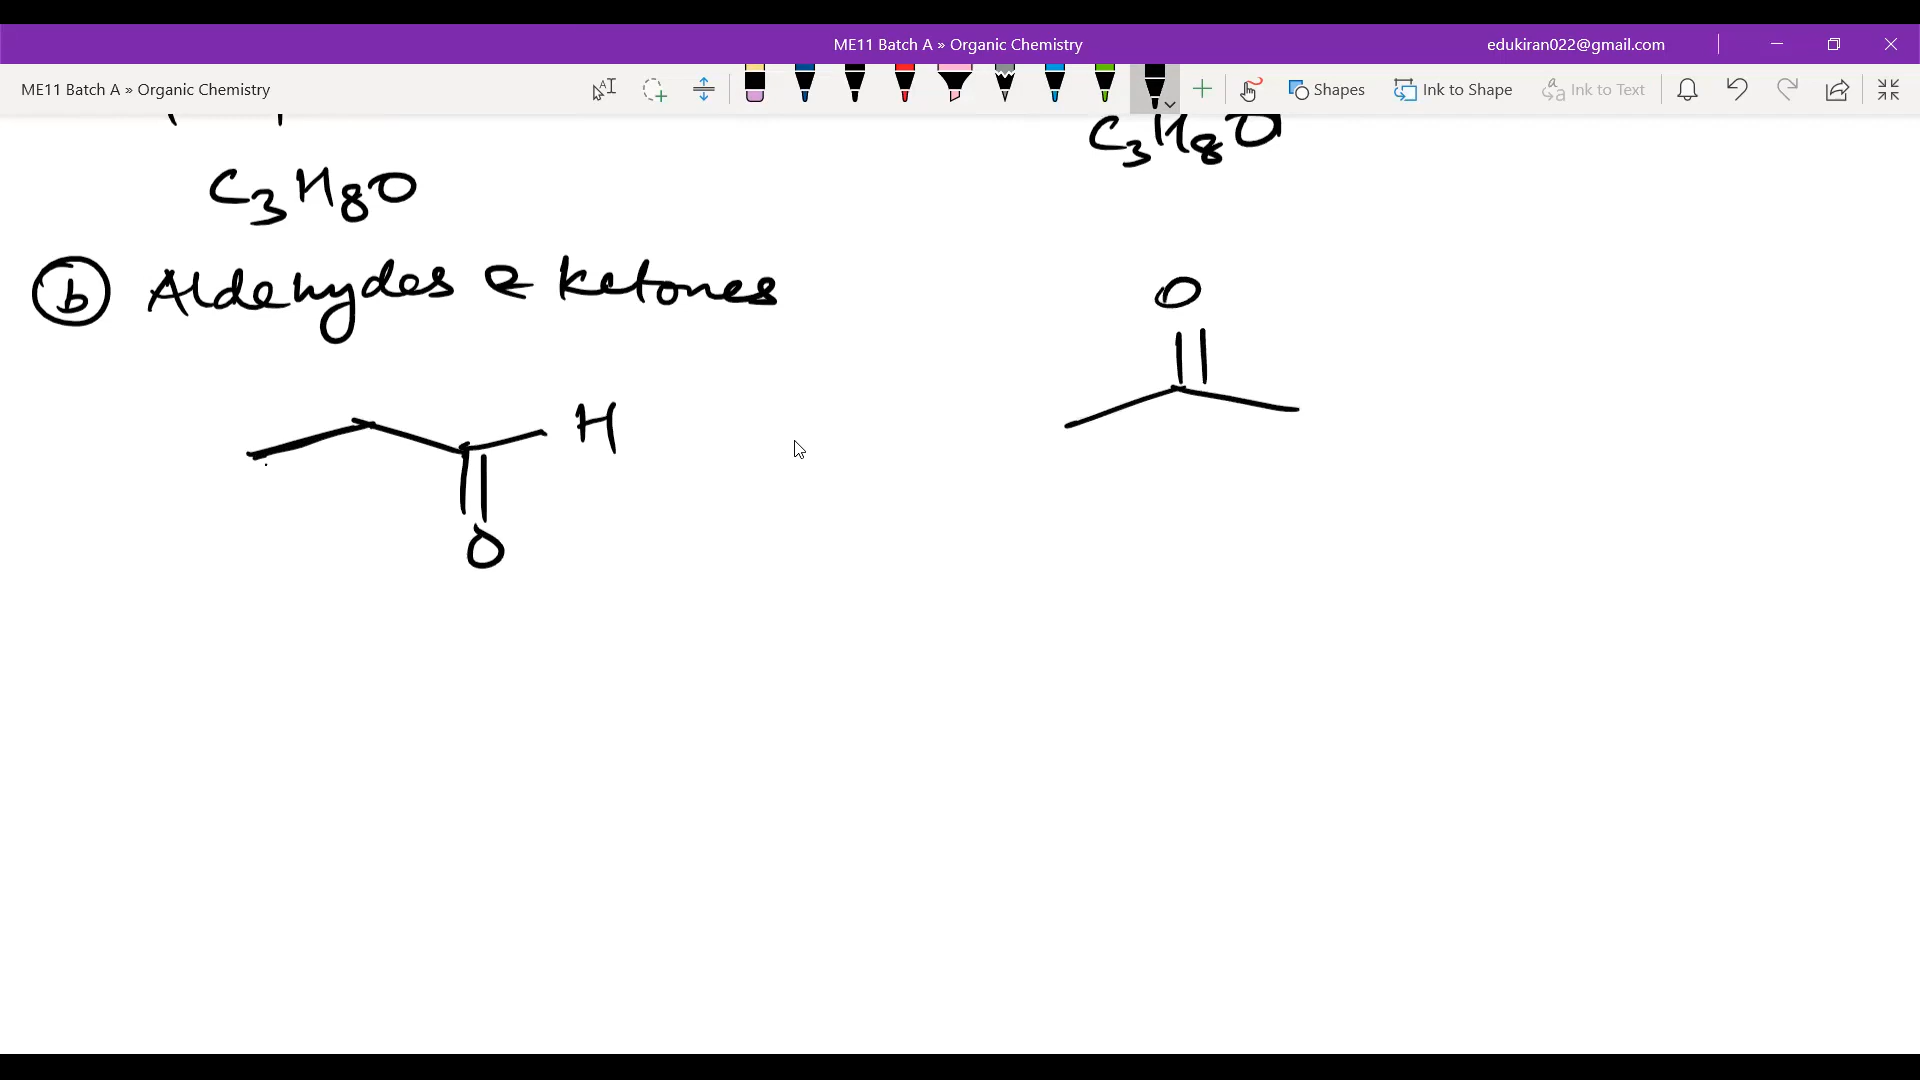 ME11 Batch A » Organic Chemistry
edukiran022@gmail.com
ME11 Batch A » Organic Chemistry
Shapes
Ink to Shape
Ink to Text
C₃H₈O
C₃H₈O
b Aldehydes & ketones
O
H
O